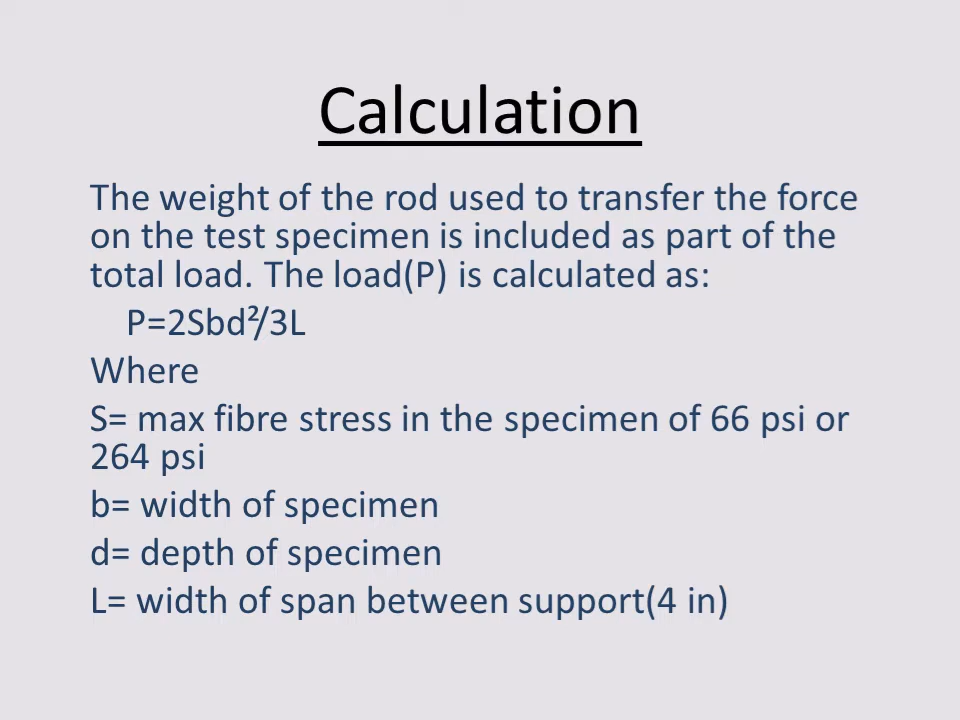 Calculation
The weight of the rod used to transfer the force
on the test specimen is included as part of the
total load. The load(P) is calculated as:
P=2Sbd²/3L
Where
S= max fibre stress in the specimen of 66 psi or
264 psi
b= width of specimen
d= depth of specimen
L= width of span between support(4 in)